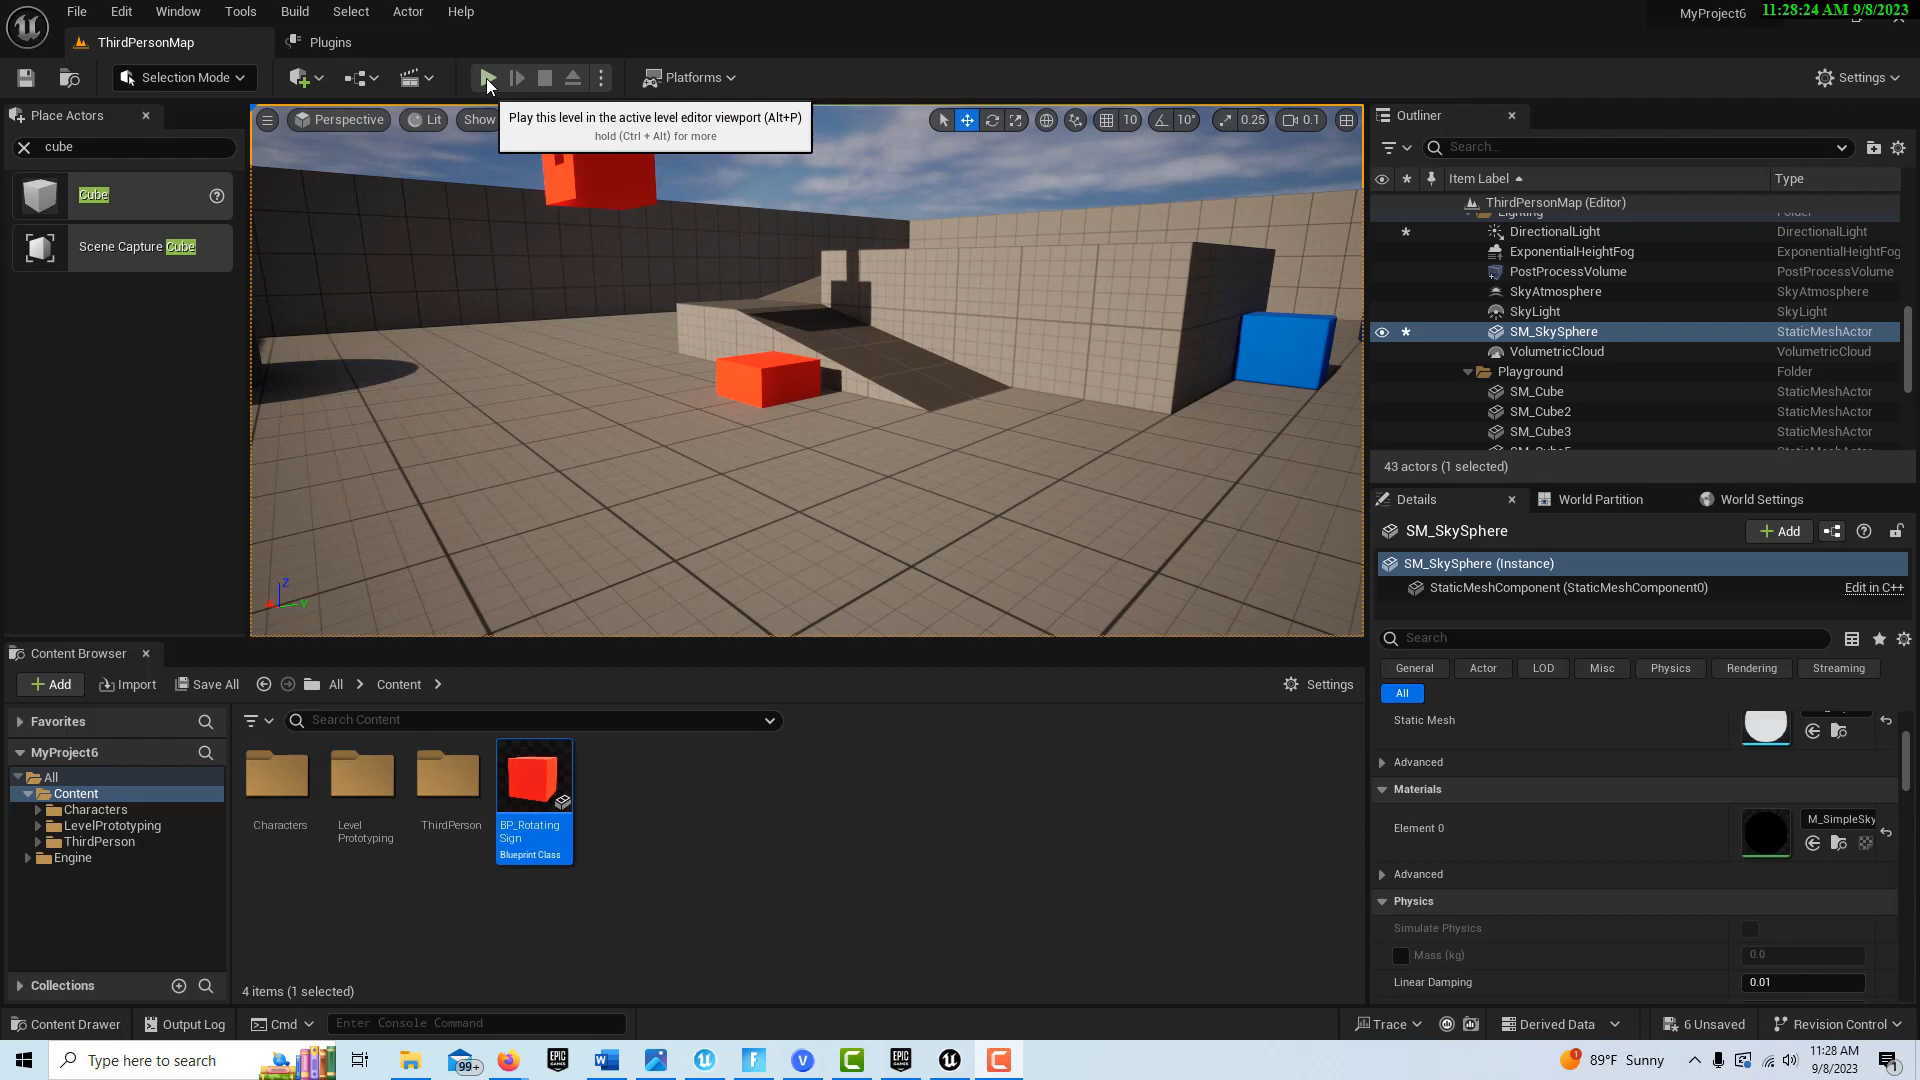 File Edit Window Tools Build Select Actor Help
MyProject6
11:28:24 AM 9/8/2023
ThirdPersonMap
Plugins
Selection Mode
Platforms
Settings
Place Actors
cube
Cube
Scene Capture Cube
Perspective
Lit
Show
Play this level in the active level editor viewport (Alt+P)
hold (Ctrl + Alt) for more
10
10°
0.25
0.1
Z
Y
Outliner
Search...
Item Label
Type
ThirdPersonMap (Editor)
Lighting Folder
DirectionalLight DirectionalLight
ExponentialHeightFog ExponentialHeightFog
PostProcessVolume PostProcessVolume
SkyAtmosphere SkyAtmosphere
SkyLight SkyLight
SM_SkySphere StaticMeshActor
VolumetricCloud VolumetricCloud
Playground Folder
SM_Cube StaticMeshActor
SM_Cube2 StaticMeshActor
SM_Cube3 StaticMeshActor
43 actors (1 selected)
Details
World Partition
World Settings
SM_SkySphere
Add
SM_SkySphere (Instance)
StaticMeshComponent (StaticMeshComponent0)
Edit in C++
Search
General Actor LOD Misc Physics Rendering Streaming
All
Static Mesh
Advanced
Materials
Element 0
M_SimpleSky
Advanced
Physics
Simulate Physics
Mass (kg)
0.0
Linear Damping
0.01
Content Browser
Add
Import
Save All
All
Content
Settings
Favorites
Search Content
MyProject6
All
Content
Characters
LevelPrototyping
ThirdPerson
Engine
Collections
Characters
Level
Prototyping
ThirdPerson
BP_Rotating
Sign
Blueprint Class
4 items (1 selected)
Content Drawer
Output Log
Cmd
Enter Console Command
Trace
Derived Data
6 Unsaved
Revision Control
Type here to search
99+
EPIC
GAMES
EPIC
GAMES
1
89°F Sunny
11:28 AM
9/8/2023
1